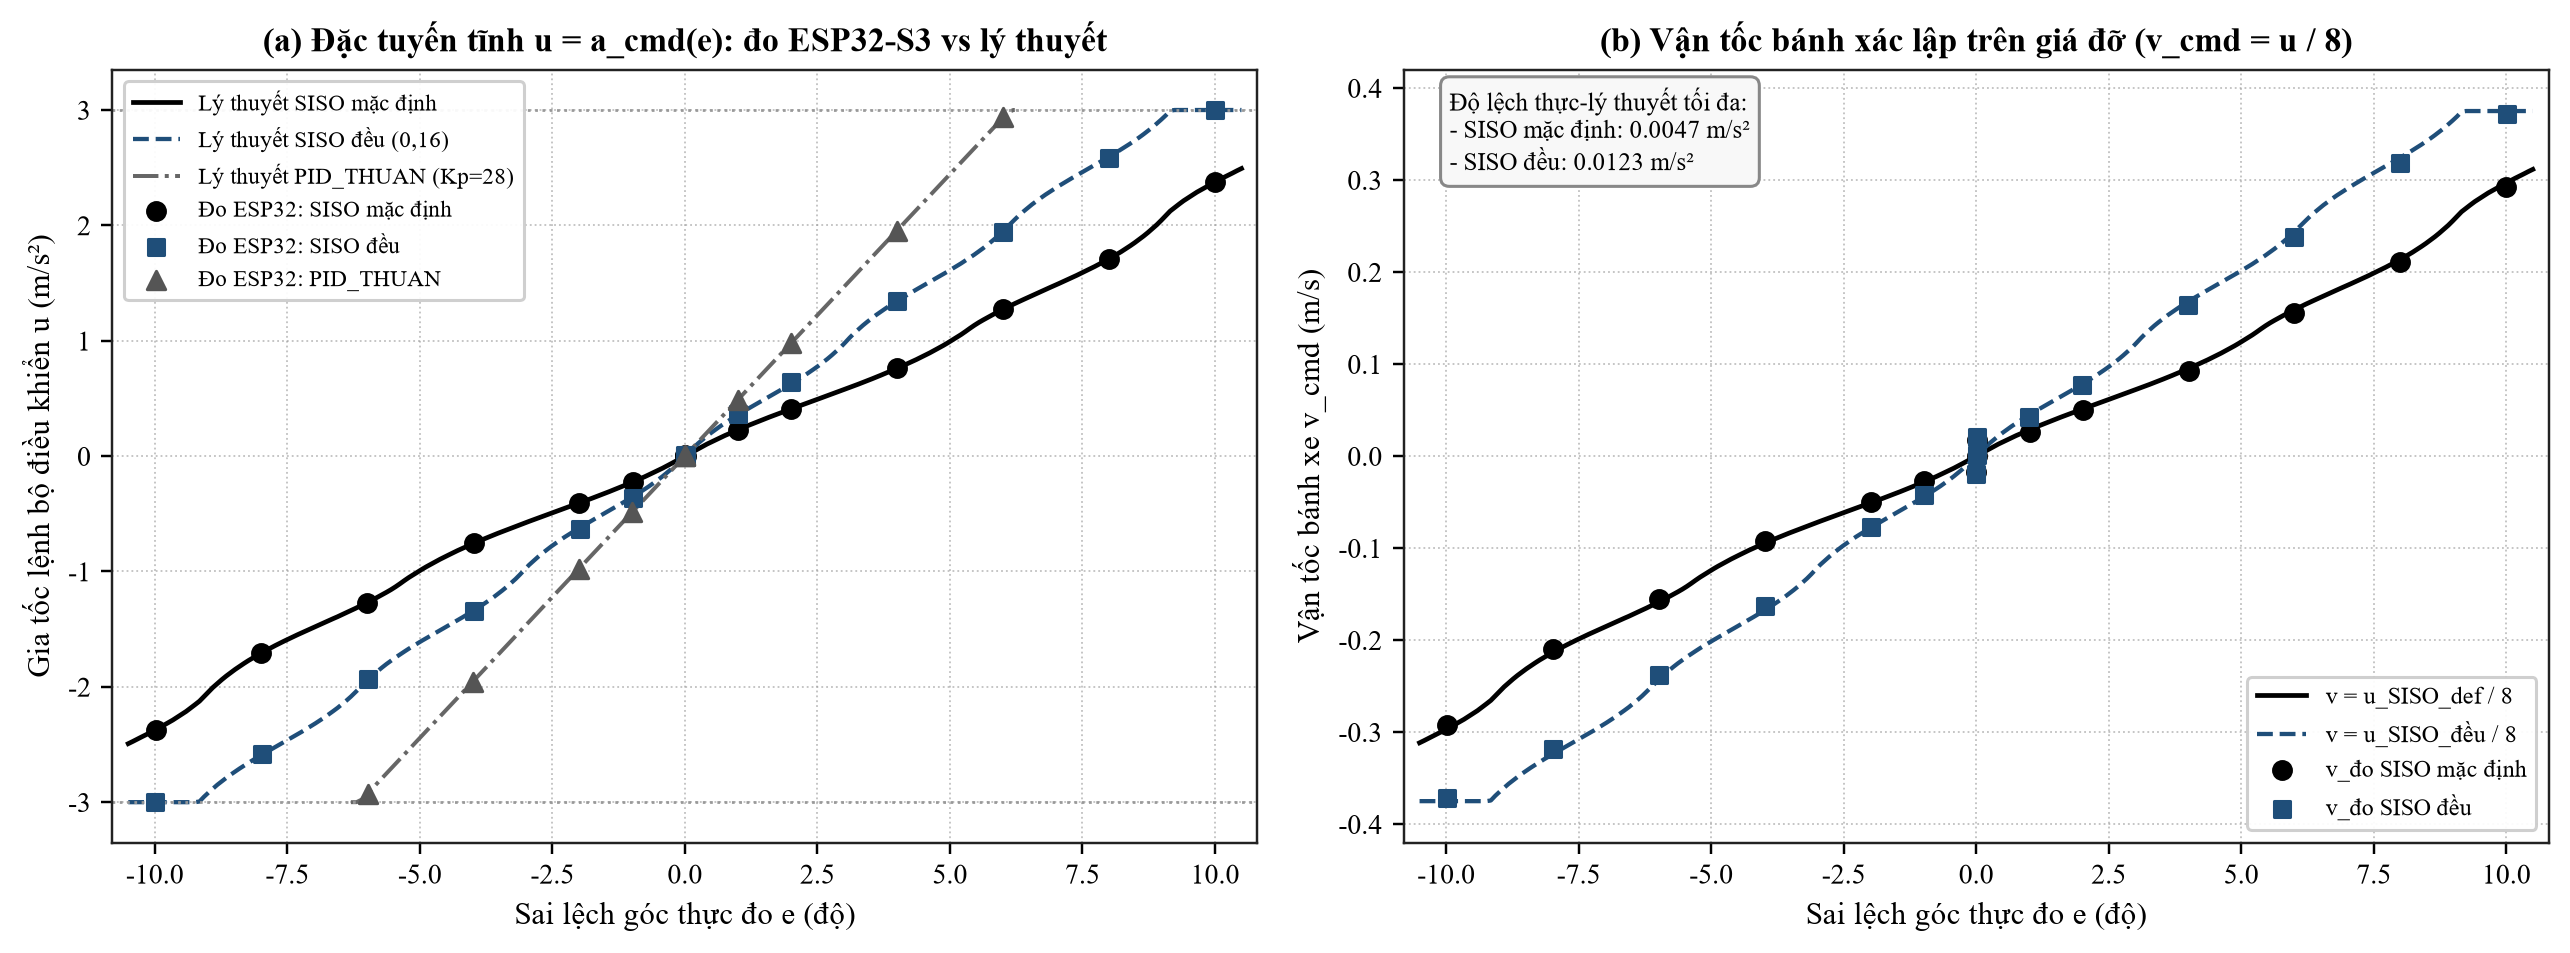 (a) Đặc tuyến tĩnh u = a_cmd(e): đo ESP32-S3 vs lý thuyết
Lý thuyết SISO mặc định
Lý thuyết SISO đều (0,16)
Lý thuyết PID_THUAN (Kp=28)
Đo ESP32: SISO mặc định
Đo ESP32: SISO đều
Đo ESP32: PID_THUAN
Gia tốc lệnh bộ điều khiển u (m/s²)
3
2
1
0
-1
-2
-3
-10.0 -7.5 -5.0 -2.5 0.0 2.5 5.0 7.5 10.0
Sai lệch góc thực đo e (độ)
(b) Vận tốc bánh xác lập trên giá đỡ (v_cmd = u / 8)
Độ lệch thực-lý thuyết tối đa:
- SISO mặc định: 0.0047 m/s²
- SISO đều: 0.0123 m/s²
Vận tốc bánh xe v_cmd (m/s)
0.4
0.3
0.2
0.1
0.0
-0.1
-0.2
-0.3
-0.4
v = u_SISO_def / 8
v = u_SISO_đều / 8
v_đo SISO mặc định
v_đo SISO đều
-10.0 -7.5 -5.0 -2.5 0.0 2.5 5.0 7.5 10.0
Sai lệch góc thực đo e (độ)